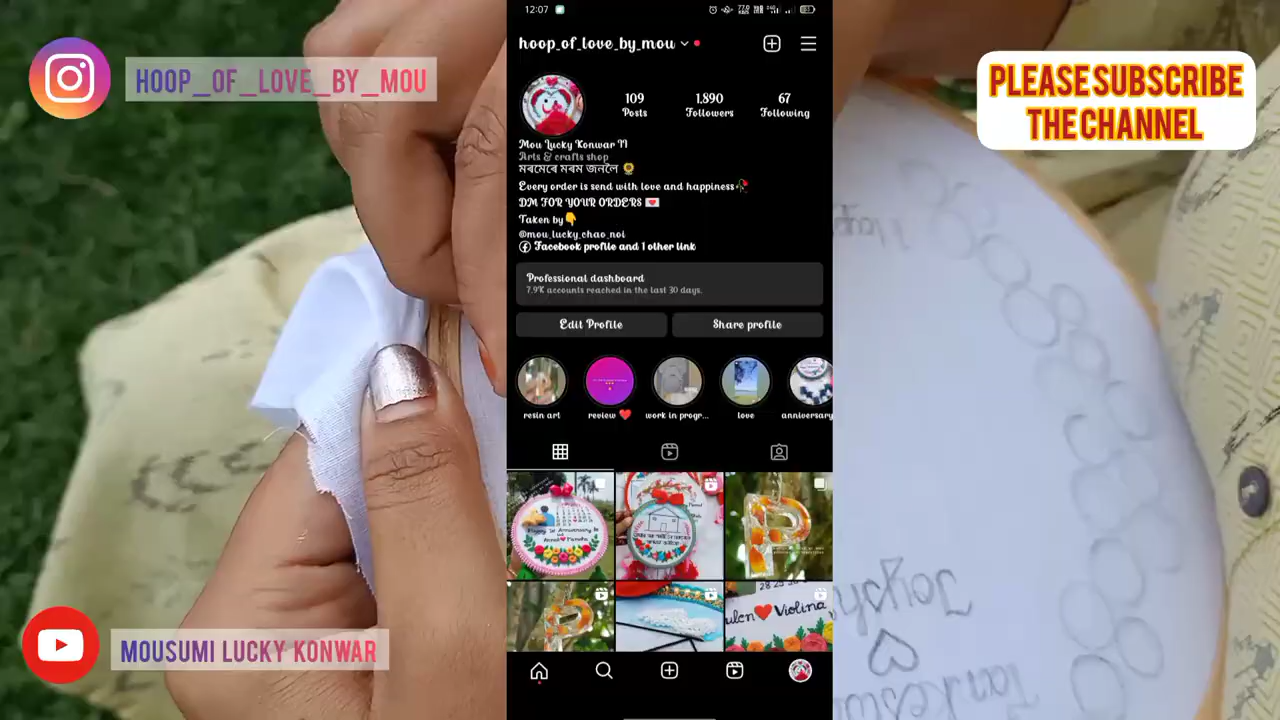 HOOP_OF_LOVE_BY_MOU
MOUSUMI LUCKY KONWAR
PLEASE SUBSCRIBE
THE CHANNEL
12:07
hoop_of_love_by_mou
109
1,890
67
Posts
Followers
Following
Mou Lucky Konwar
Arts & crafts shop
মৰমেৰে মৰম জনলৈ 🌻
Every order is send with love and happiness🥀
DM FOR YOUR ORDERS 💌
Taken by👇
@mou_lucky_chao_noi
Facebook profile and 1 other link
Professional dashboard
7.9K accounts reached in the last 30 days.
Edit Profile
Share profile
resin art
review ❤️
work in progr...
love
anniversary
Violina